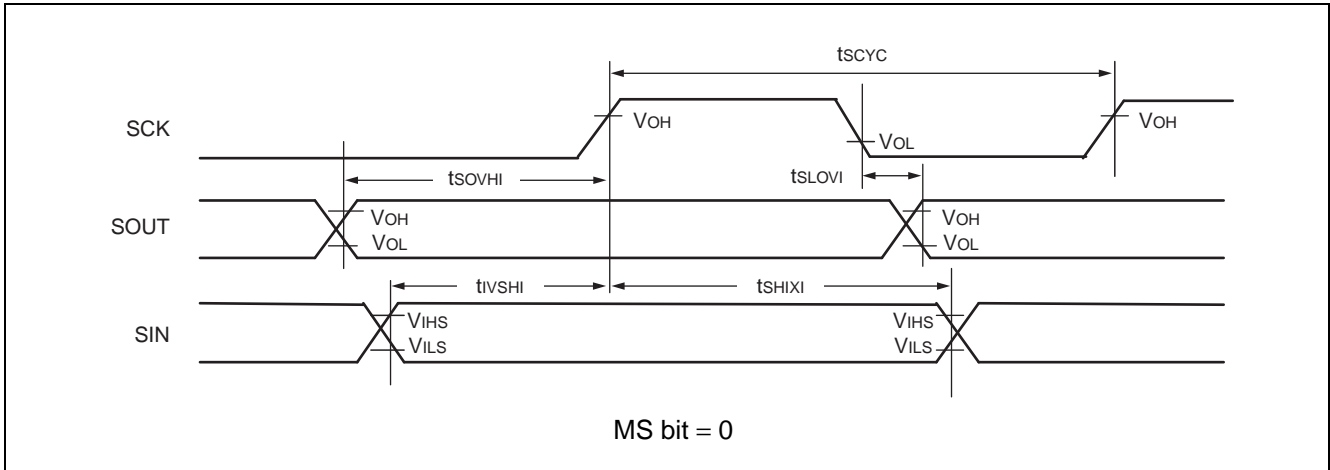 tSCYC
SCK
VOH
VOL
VOH
tSOVHI
tSLOVI
SOUT
VOH
VOL
VOH
VOL
tIVSHI
tSHIXI
SIN
VIHS
VILS
VIHS
VILS
MS bit = 0